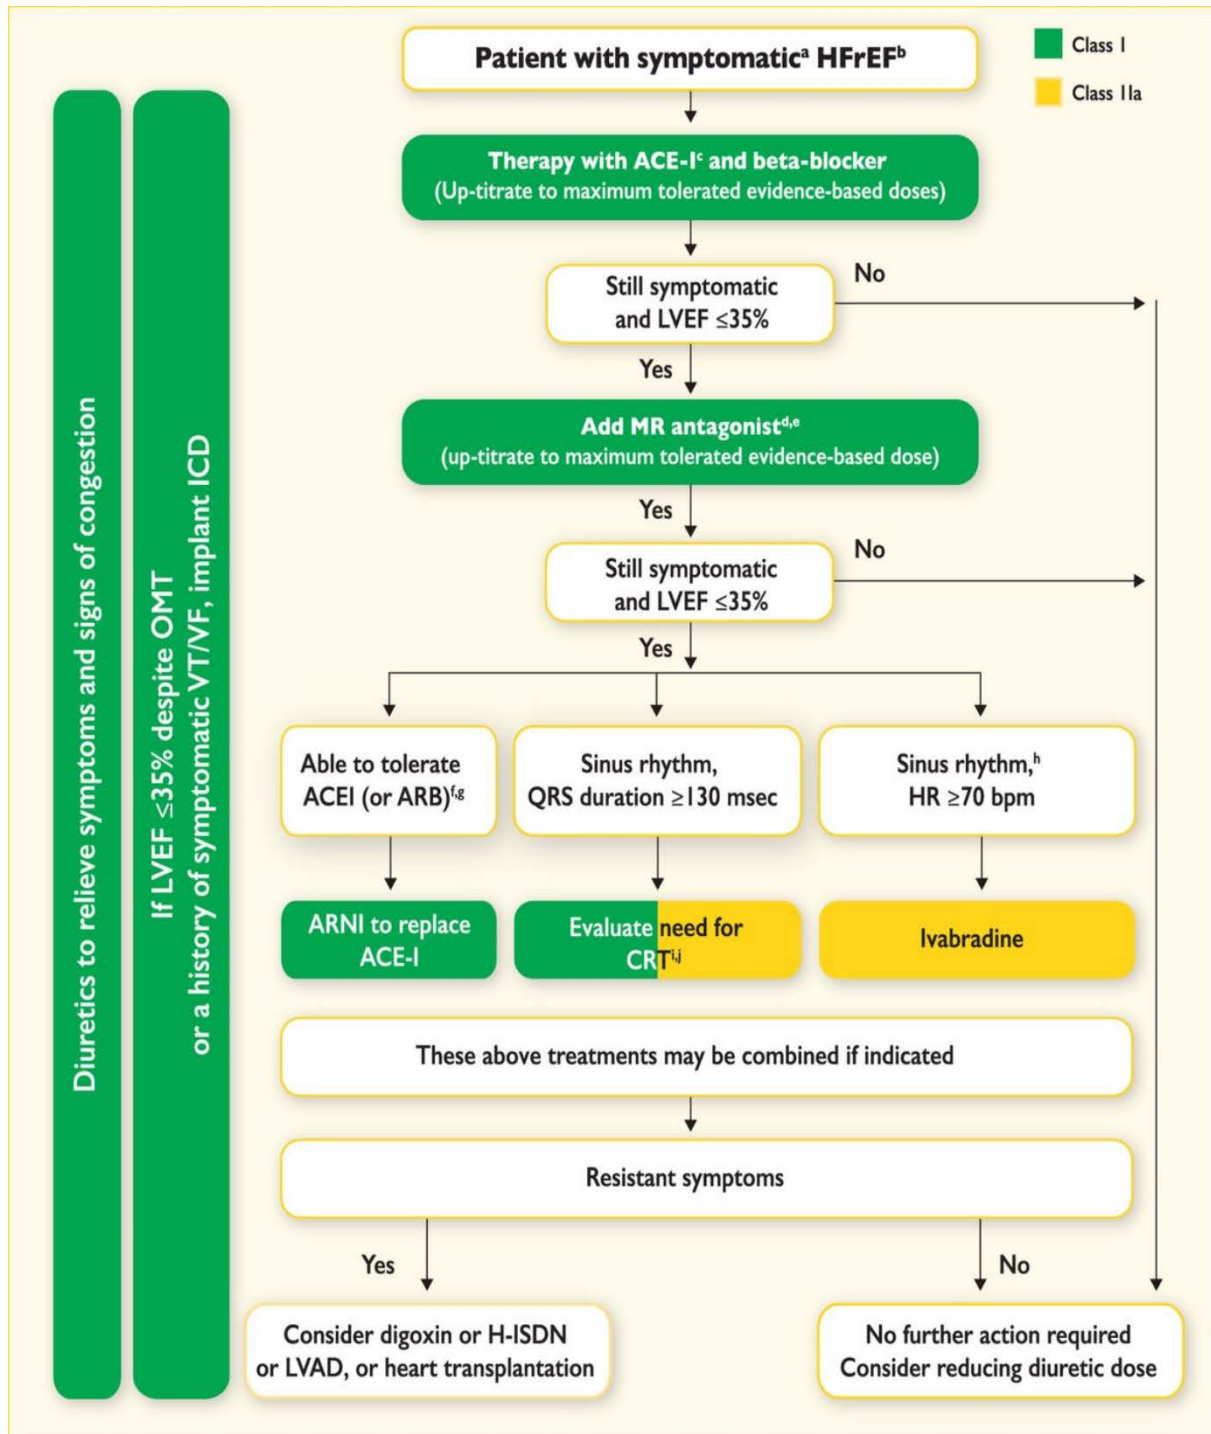 Patient with symptomaticᵃ HFrEFᵇ
Class I
Class IIa
Therapy with ACE-Iᶜ and beta-blocker
(Up-titrate to maximum tolerated evidence-based doses)
Still symptomatic
and LVEF ≤35%
No
Yes
Add MR antagonistᵈ,ᵉ
(up-titrate to maximum tolerated evidence-based dose)
Yes
Still symptomatic
and LVEF ≤35%
No
Yes
Able to tolerate
ACEI (or ARB)ᶠ,ᵍ
Sinus rhythm,
QRS duration ≥130 msec
Sinus rhythm,ʰ
HR ≥70 bpm
ARNI to replace
ACE-I
Evaluate need for
CRTⁱ,ʲ
Ivabradine
These above treatments may be combined if indicated
Resistant symptoms
Yes
No
Consider digoxin or H-ISDN
or LVAD, or heart transplantation
No further action required
Consider reducing diuretic dose
Diuretics to relieve symptoms and signs of congestion
If LVEF ≤35% despite OMT
or a history of symptomatic VT/VF, implant ICD